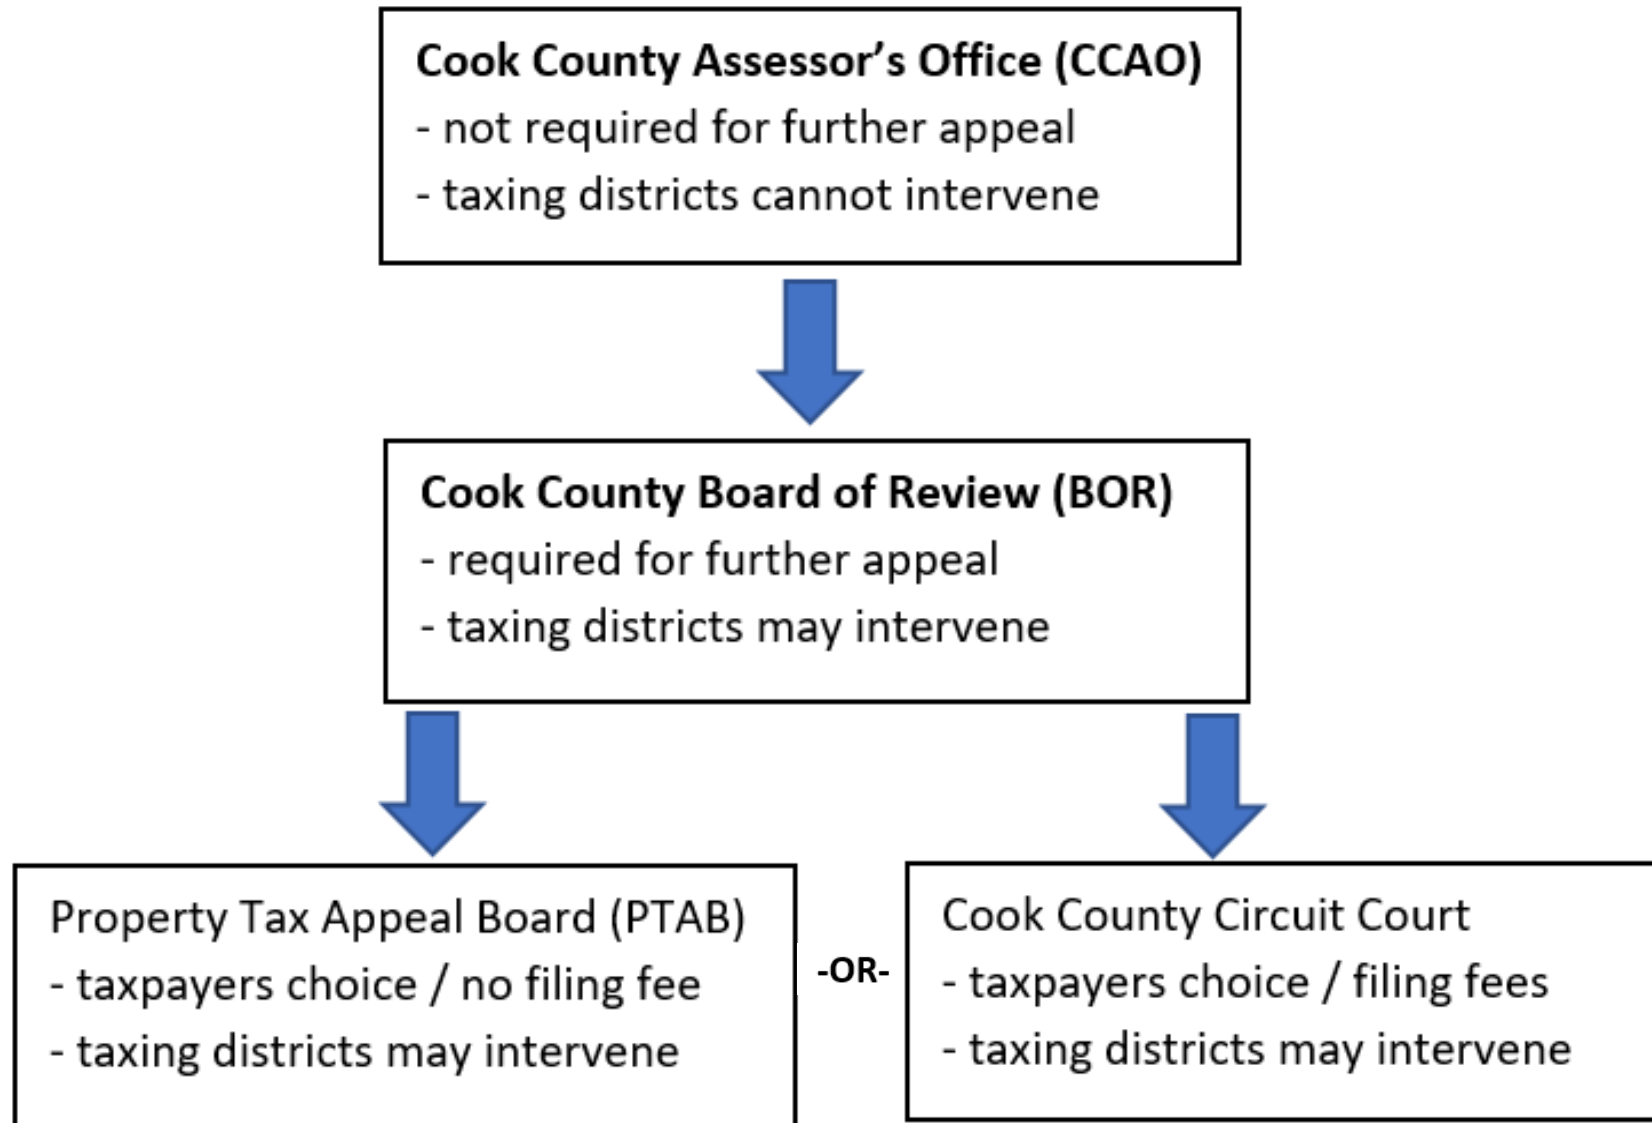 Cook County Assessor’s Office (CCAO)
- not required for further appeal
- taxing districts cannot intervene
Cook County Board of Review (BOR)
- required for further appeal
- taxing districts may intervene
Property Tax Appeal Board (PTAB)
- taxpayers choice / no filing fee
- taxing districts may intervene
-OR-
Cook County Circuit Court
- taxpayers choice / filing fees
- taxing districts may intervene